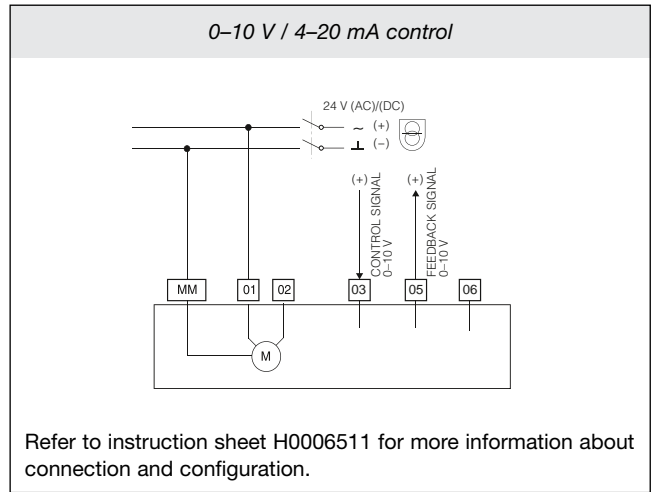 0–10 V / 4–20 mA control
24 V (AC)/(DC)
~ (+)
⊥ (–)
(+)
CONTROL SIGNAL
0–10 V
(+)
FEEDBACK SIGNAL
0–10 V
MM 01 02 03 05 06
M
Refer to instruction sheet H0006511 for more information about
connection and configuration.